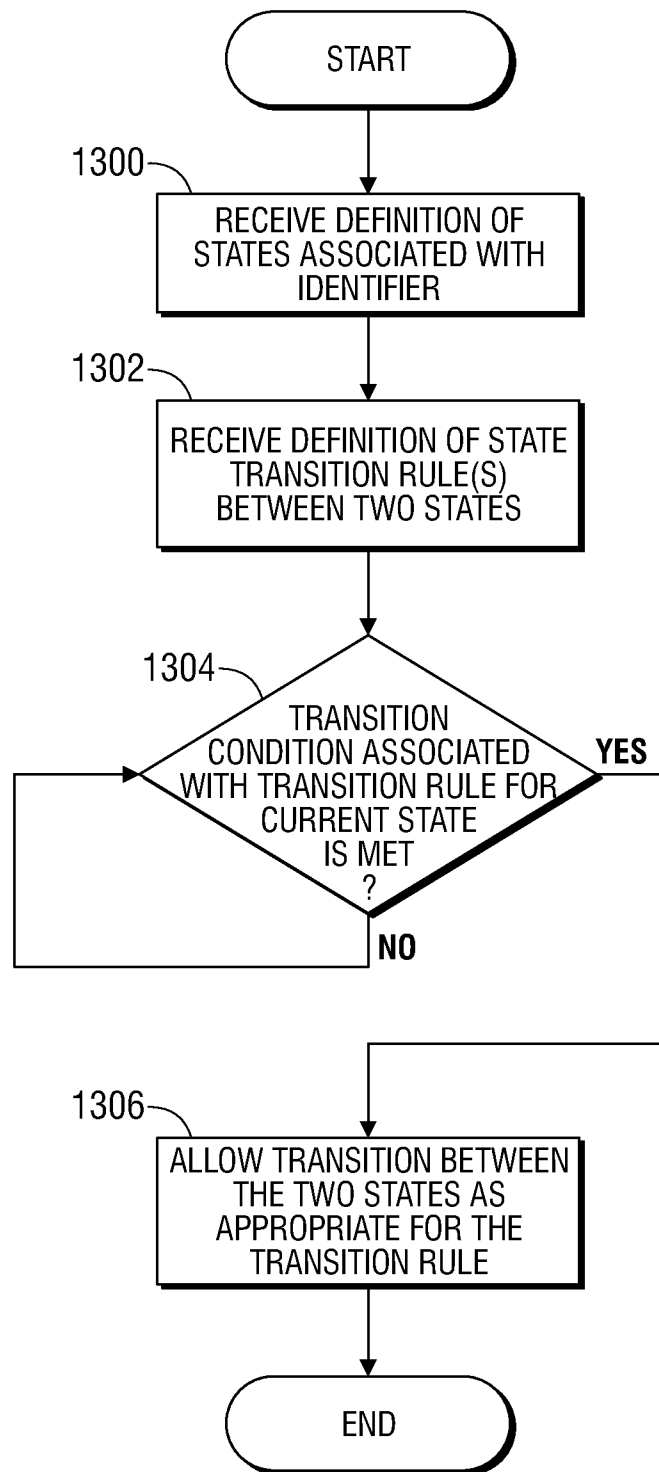 START
1300
RECEIVE DEFINITION OF
STATES ASSOCIATED WITH
IDENTIFIER
1302
RECEIVE DEFINITION OF STATE
TRANSITION RULE(S)
BETWEEN TWO STATES
1304
TRANSITION
CONDITION ASSOCIATED
WITH TRANSITION RULE FOR
CURRENT STATE
IS MET
?
YES
NO
1306
ALLOW TRANSITION BETWEEN
THE TWO STATES AS
APPROPRIATE FOR THE
TRANSITION RULE
END